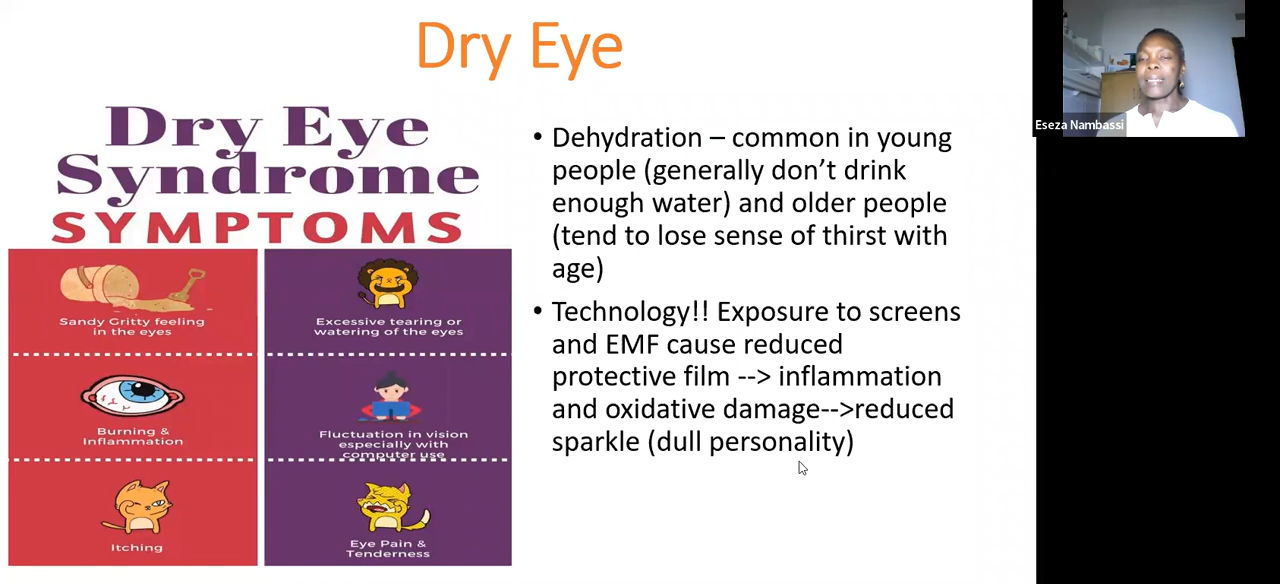 Dry Eye
Dry Eye
Syndrome
SYMPTOMS
Sandy Gritty feeling
in the eyes
Excessive tearing or
watering of the eyes
Burning &
Inflammation
Fluctuation in vision
especially with
computer use
Itching
Eye Pain &
Tenderness
• Dehydration – common in young
people (generally don’t drink
enough water) and older people
(tend to lose sense of thirst with
age)
• Technology!! Exposure to screens
and EMF cause reduced
protective film --> inflammation
and oxidative damage-->reduced
sparkle (dull personality)
Eseza Nambassi